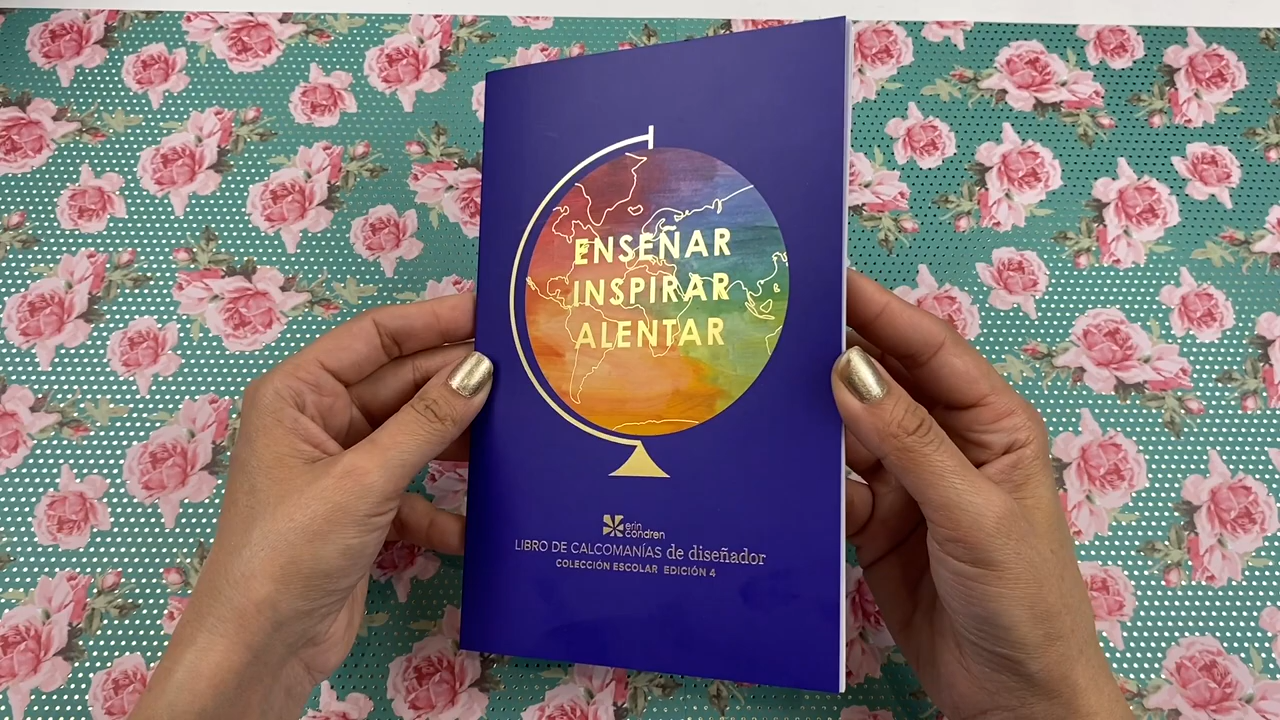 ENSEÑAR
INSPIRAR
ALENTAR
erin
condren
LIBRO DE CALCOMANÍAS de diseñador
COLECCIÓN ESCOLAR EDICIÓN 4